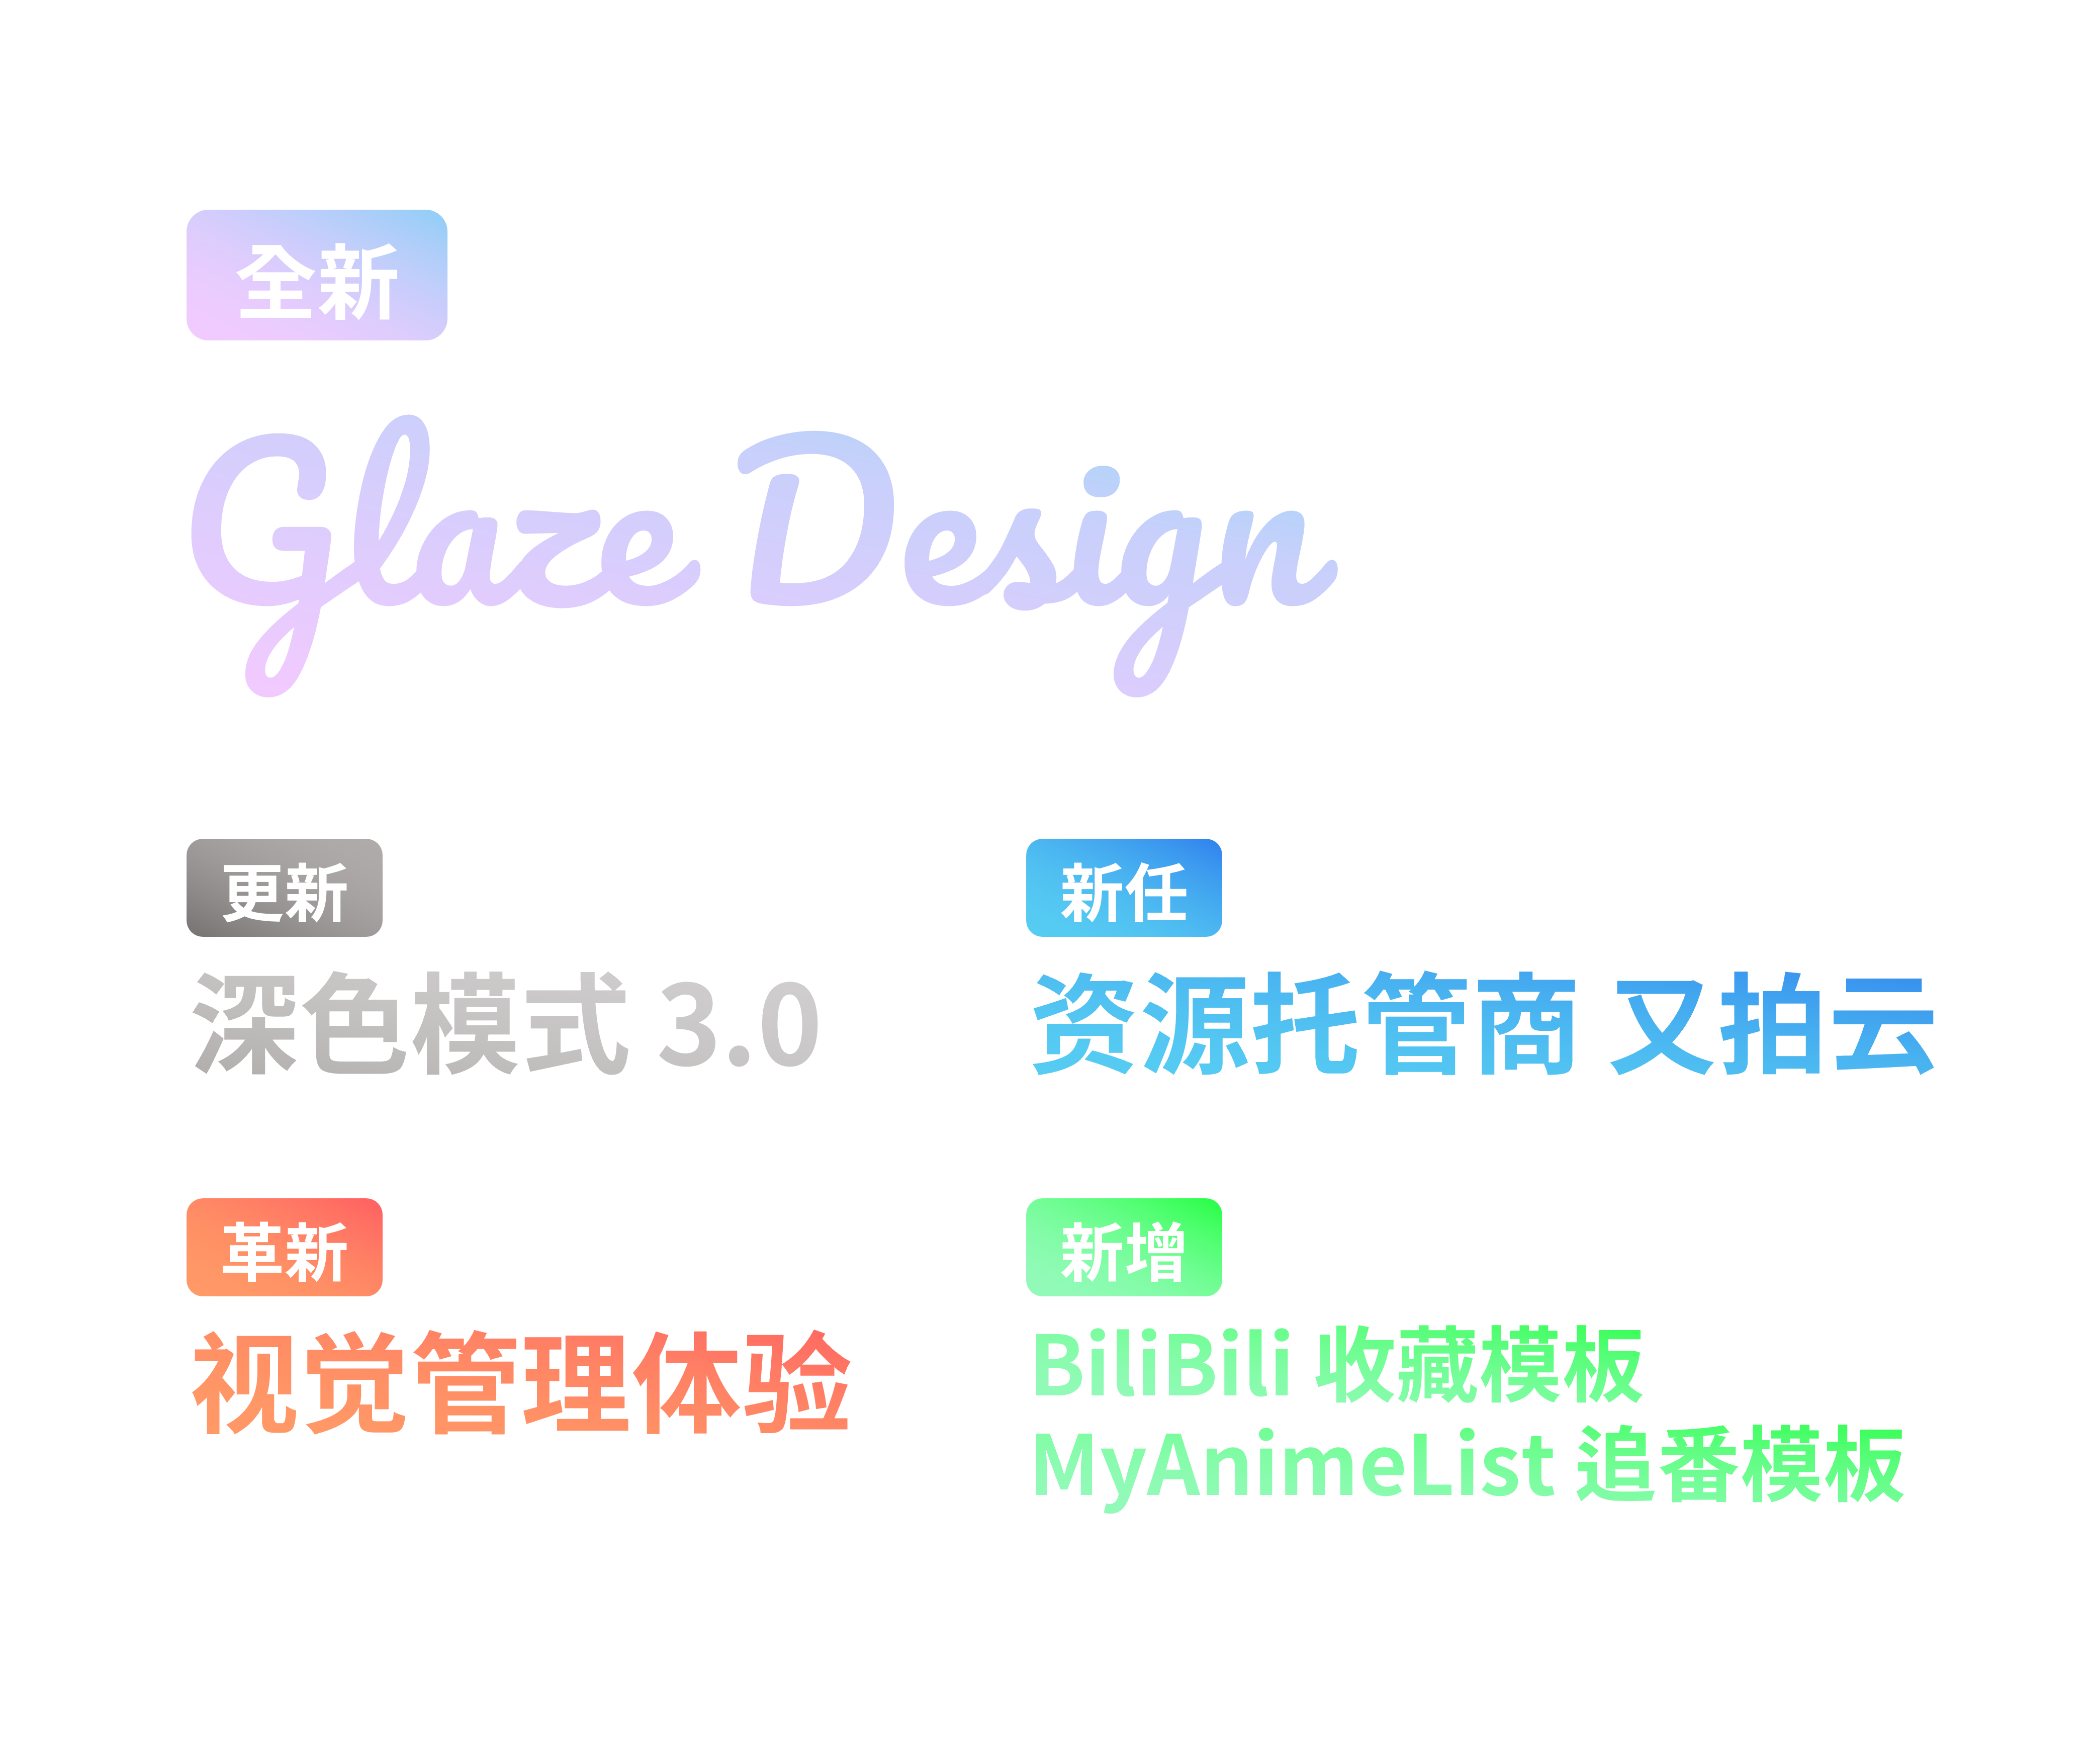 全新
Glaze Design
更新
深色模式 3.0
新任
资源托管商 又拍云
革新
视觉管理体验
新增
BiliBili 收藏模板
MyAnimeList 追番模板